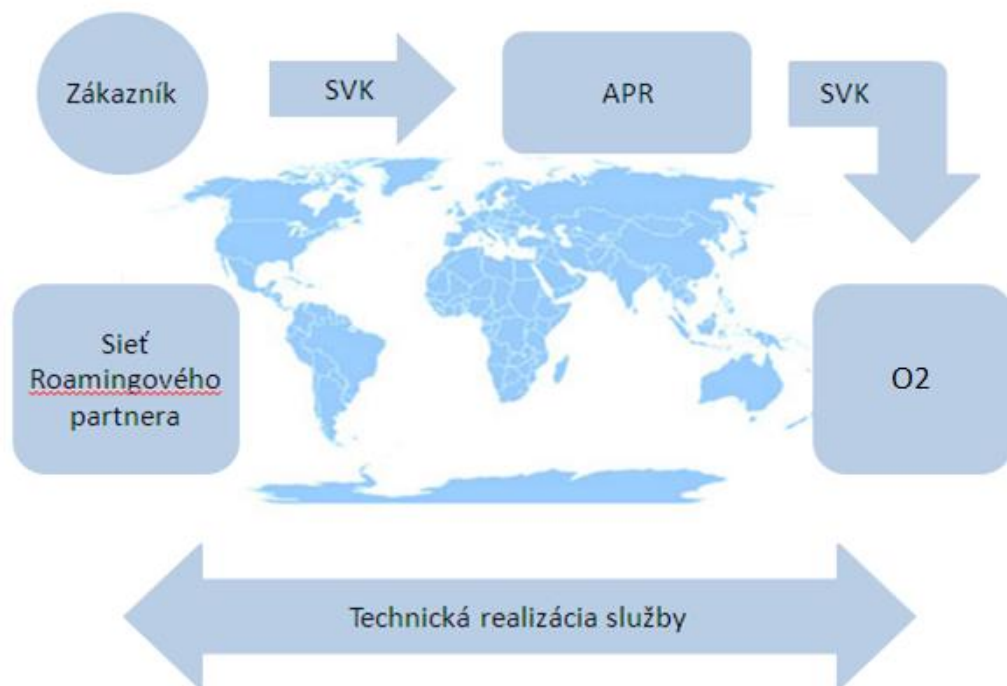 Zákazník
SVK
APR
SVK
Sieť
Roamingového
partnera
O2
Technická realizácia služby